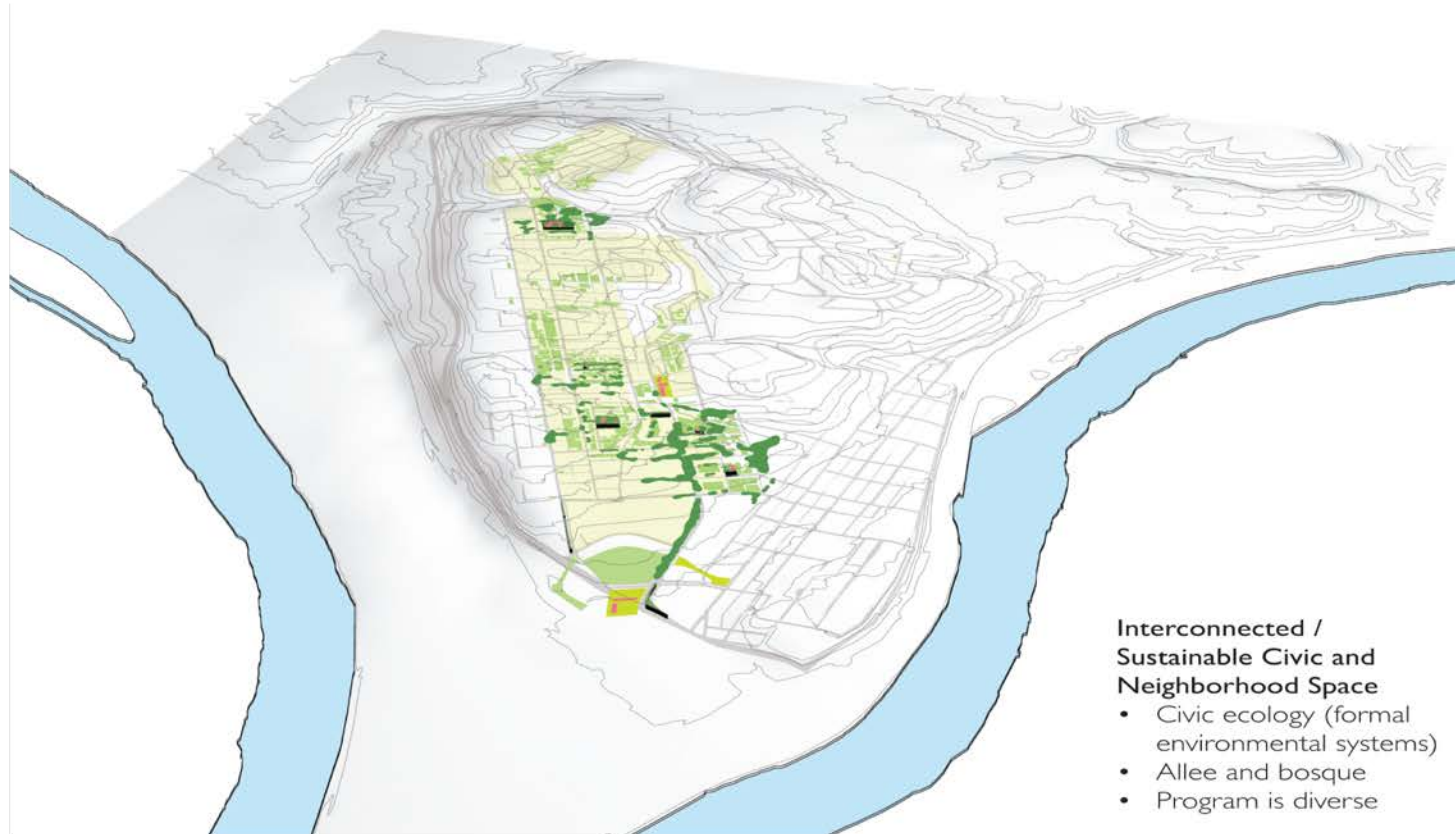 Interconnected /
Sustainable Civic and
Neighborhood Space
• Civic ecology (formal
environmental systems)
• Allee and bosque
• Program is diverse